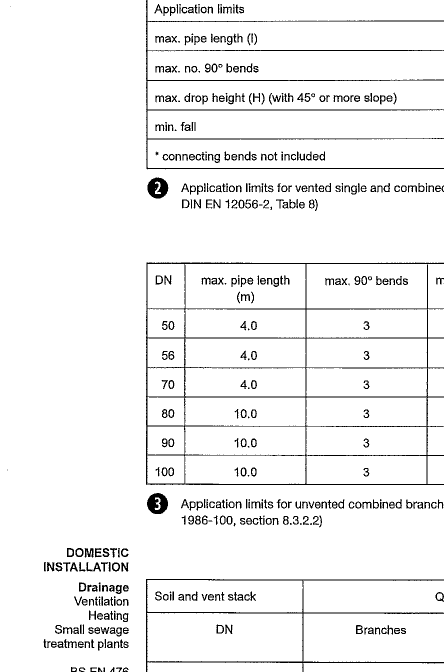 Application limits
max. pipe length (l)
max. no. 90° bends
max. drop height (H) (with 45° or more slope)
min. fall
* connecting bends not included
2 Application limits for vented single and combined
DIN EN 12056-2, Table 8)
DN max. pipe length (m) max. 90° bends m
50 4.0 3
56 4.0 3
70 4.0 3
80 10.0 3
90 10.0 3
100 10.0 3
3 Application limits for unvented combined branch
1986-100, section 8.3.2.2)
DOMESTIC
INSTALLATION
Drainage
Ventilation
Heating
Small sewage
treatment plants
BS EN 476
Soil and vent stack Q
DN Branches